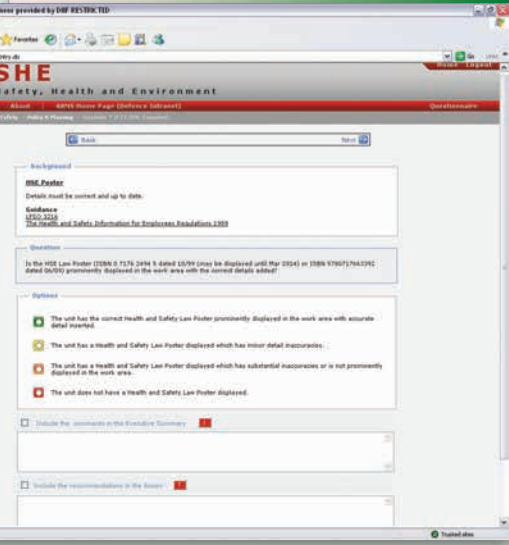 provided by DIIF RESTRICTED
Favorites
Go
SHE
Safety, Health and Environment
Home Logout
About
ARMS Home Page (Defence Intranet)
Questionnaire
Back
Next
Background
HSE Poster
Details must be correct and up to date.
Guidance
The Health and Safety Information for Employees Regulations 1989
Question
Is the HSE Law Poster (ISBN 0 7176 2494 5 dated 10/99 (may be displayed until Mar 2014) or ISBN 9780717663392
dated 06/09) prominently displayed in the work area with the correct details added?
Options
The unit has the correct Health and Safety Law Poster prominently displayed in the work area with accurate
detail inserted.
The unit has a Health and Safety Law Poster displayed which has minor detail inaccuracies.
The unit has a Health and Safety Law Poster displayed which has substantial inaccuracies or is not prominently
displayed in the work area.
The unit does not have a Health and Safety Law Poster displayed.
Include the comments in the Executive Summary
Include the recommendations in the Annex
Trusted sites